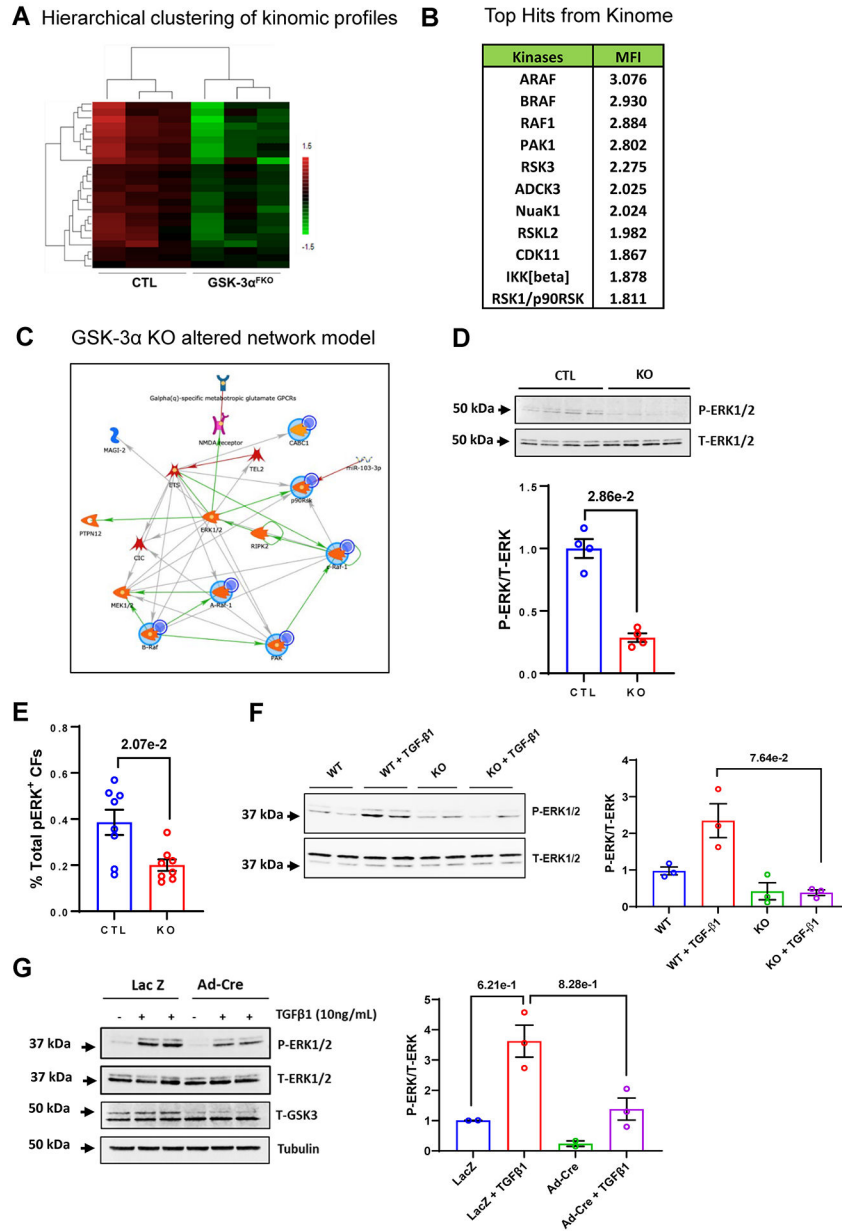 A Hierarchical clustering of kinomic profiles
1.5
-1.5
CTL GSK-3αFKO
B Top Hits from Kinome
Kinases MFI
ARAF 3.076
BRAF 2.930
RAF1 2.884
PAK1 2.802
RSK3 2.275
ADCK3 2.025
NuaK1 2.024
RSKL2 1.982
CDK11 1.867
IKK[beta] 1.878
RSK1/p90RSK 1.811
C GSK-3α KO altered network model
Galpha(q)-specific metabotropic glutamate GPCRs
NMDA receptor
CABC1
MAGI-2
TEL2
miR-103-3p
ETS
p90Rsk
PTPN12
ERK1/2
RIPK2
CIC
c-Raf-1
MEK1/2
A-Raf-1
B-Raf
PAK
D
CTL KO
50 kDa P-ERK1/2
50 kDa T-ERK1/2
2.86e-2
P-ERK/T-ERK
1.5
1.0
0.5
0.0
CTL KO
E
2.07e-2
% Total pERK+ CFs
0.8
0.6
0.4
0.2
0.0
CTL KO
F
WT WT + TGF-β1 KO KO + TGF-β1
37 kDa P-ERK1/2
37 kDa T-ERK1/2
7.64e-2
P-ERK/T-ERK
4
3
2
1
0
WT WT + TGF-β1 KO KO + TGF-β1
G
Lac Z Ad-Cre
- + + - + + TGFβ1 (10ng/mL)
37 kDa P-ERK1/2
37 kDa T-ERK1/2
50 kDa T-GSK3
50 kDa Tubulin
6.21e-1 8.28e-1
P-ERK/T-ERK
5
4
3
2
1
0
LacZ LacZ + TGFβ1 Ad-Cre Ad-Cre + TGFβ1